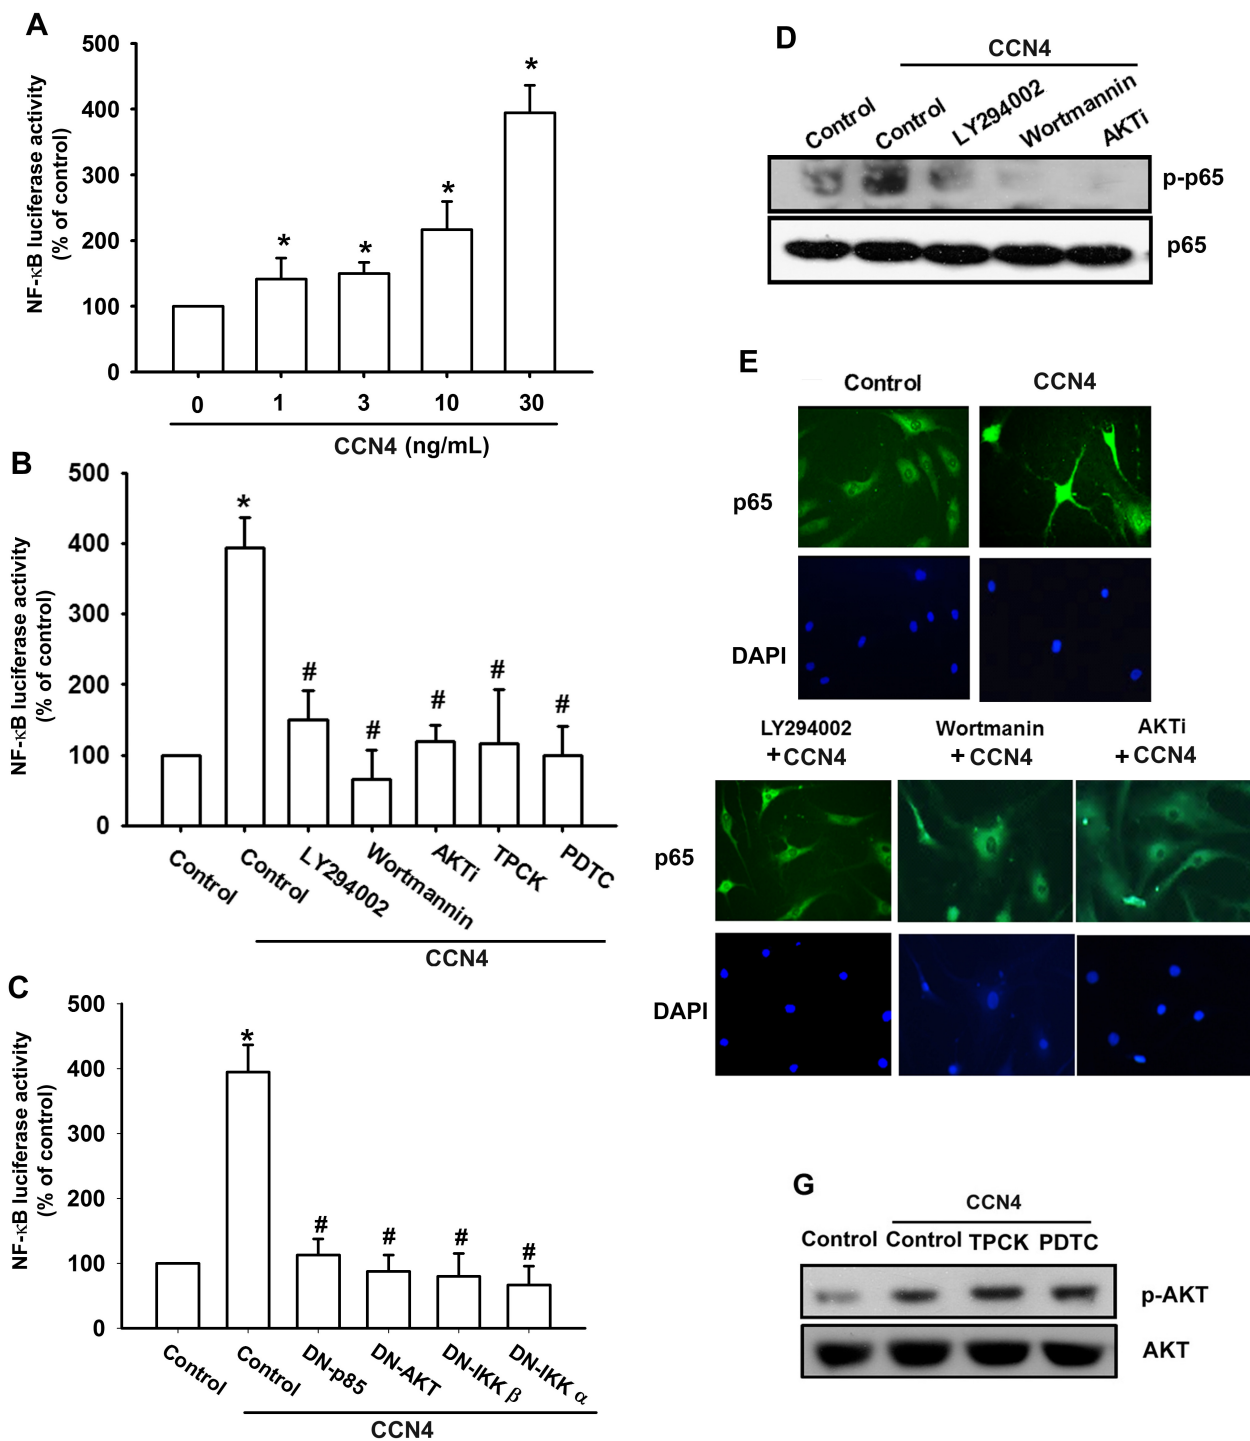 A
500
400
300
200
100
0
NF-κB luciferase activity
(% of control)
* * * * *
0 1 3 10 30
CCN4 (ng/mL)
B
500
400
300
200
100
0
NF-κB luciferase activity
(% of control)
* # # # # #
Control Control LY294002 Wortmannin AKTi TPCK PDTC
CCN4
C
500
400
300
200
100
0
NF-κB luciferase activity
(% of control)
* # # # #
Control Control DN-p85 DN-AKT DN-IKK β DN-IKK α
CCN4
D
CCN4
Control Control LY294002 Wortmannin AKTi
p-p65
p65
E
Control CCN4
p65
DAPI
LY294002 Wortmanin AKTi
+CCN4 +CCN4 +CCN4
p65
DAPI
G
CCN4
Control Control TPCK PDTC
p-AKT
AKT